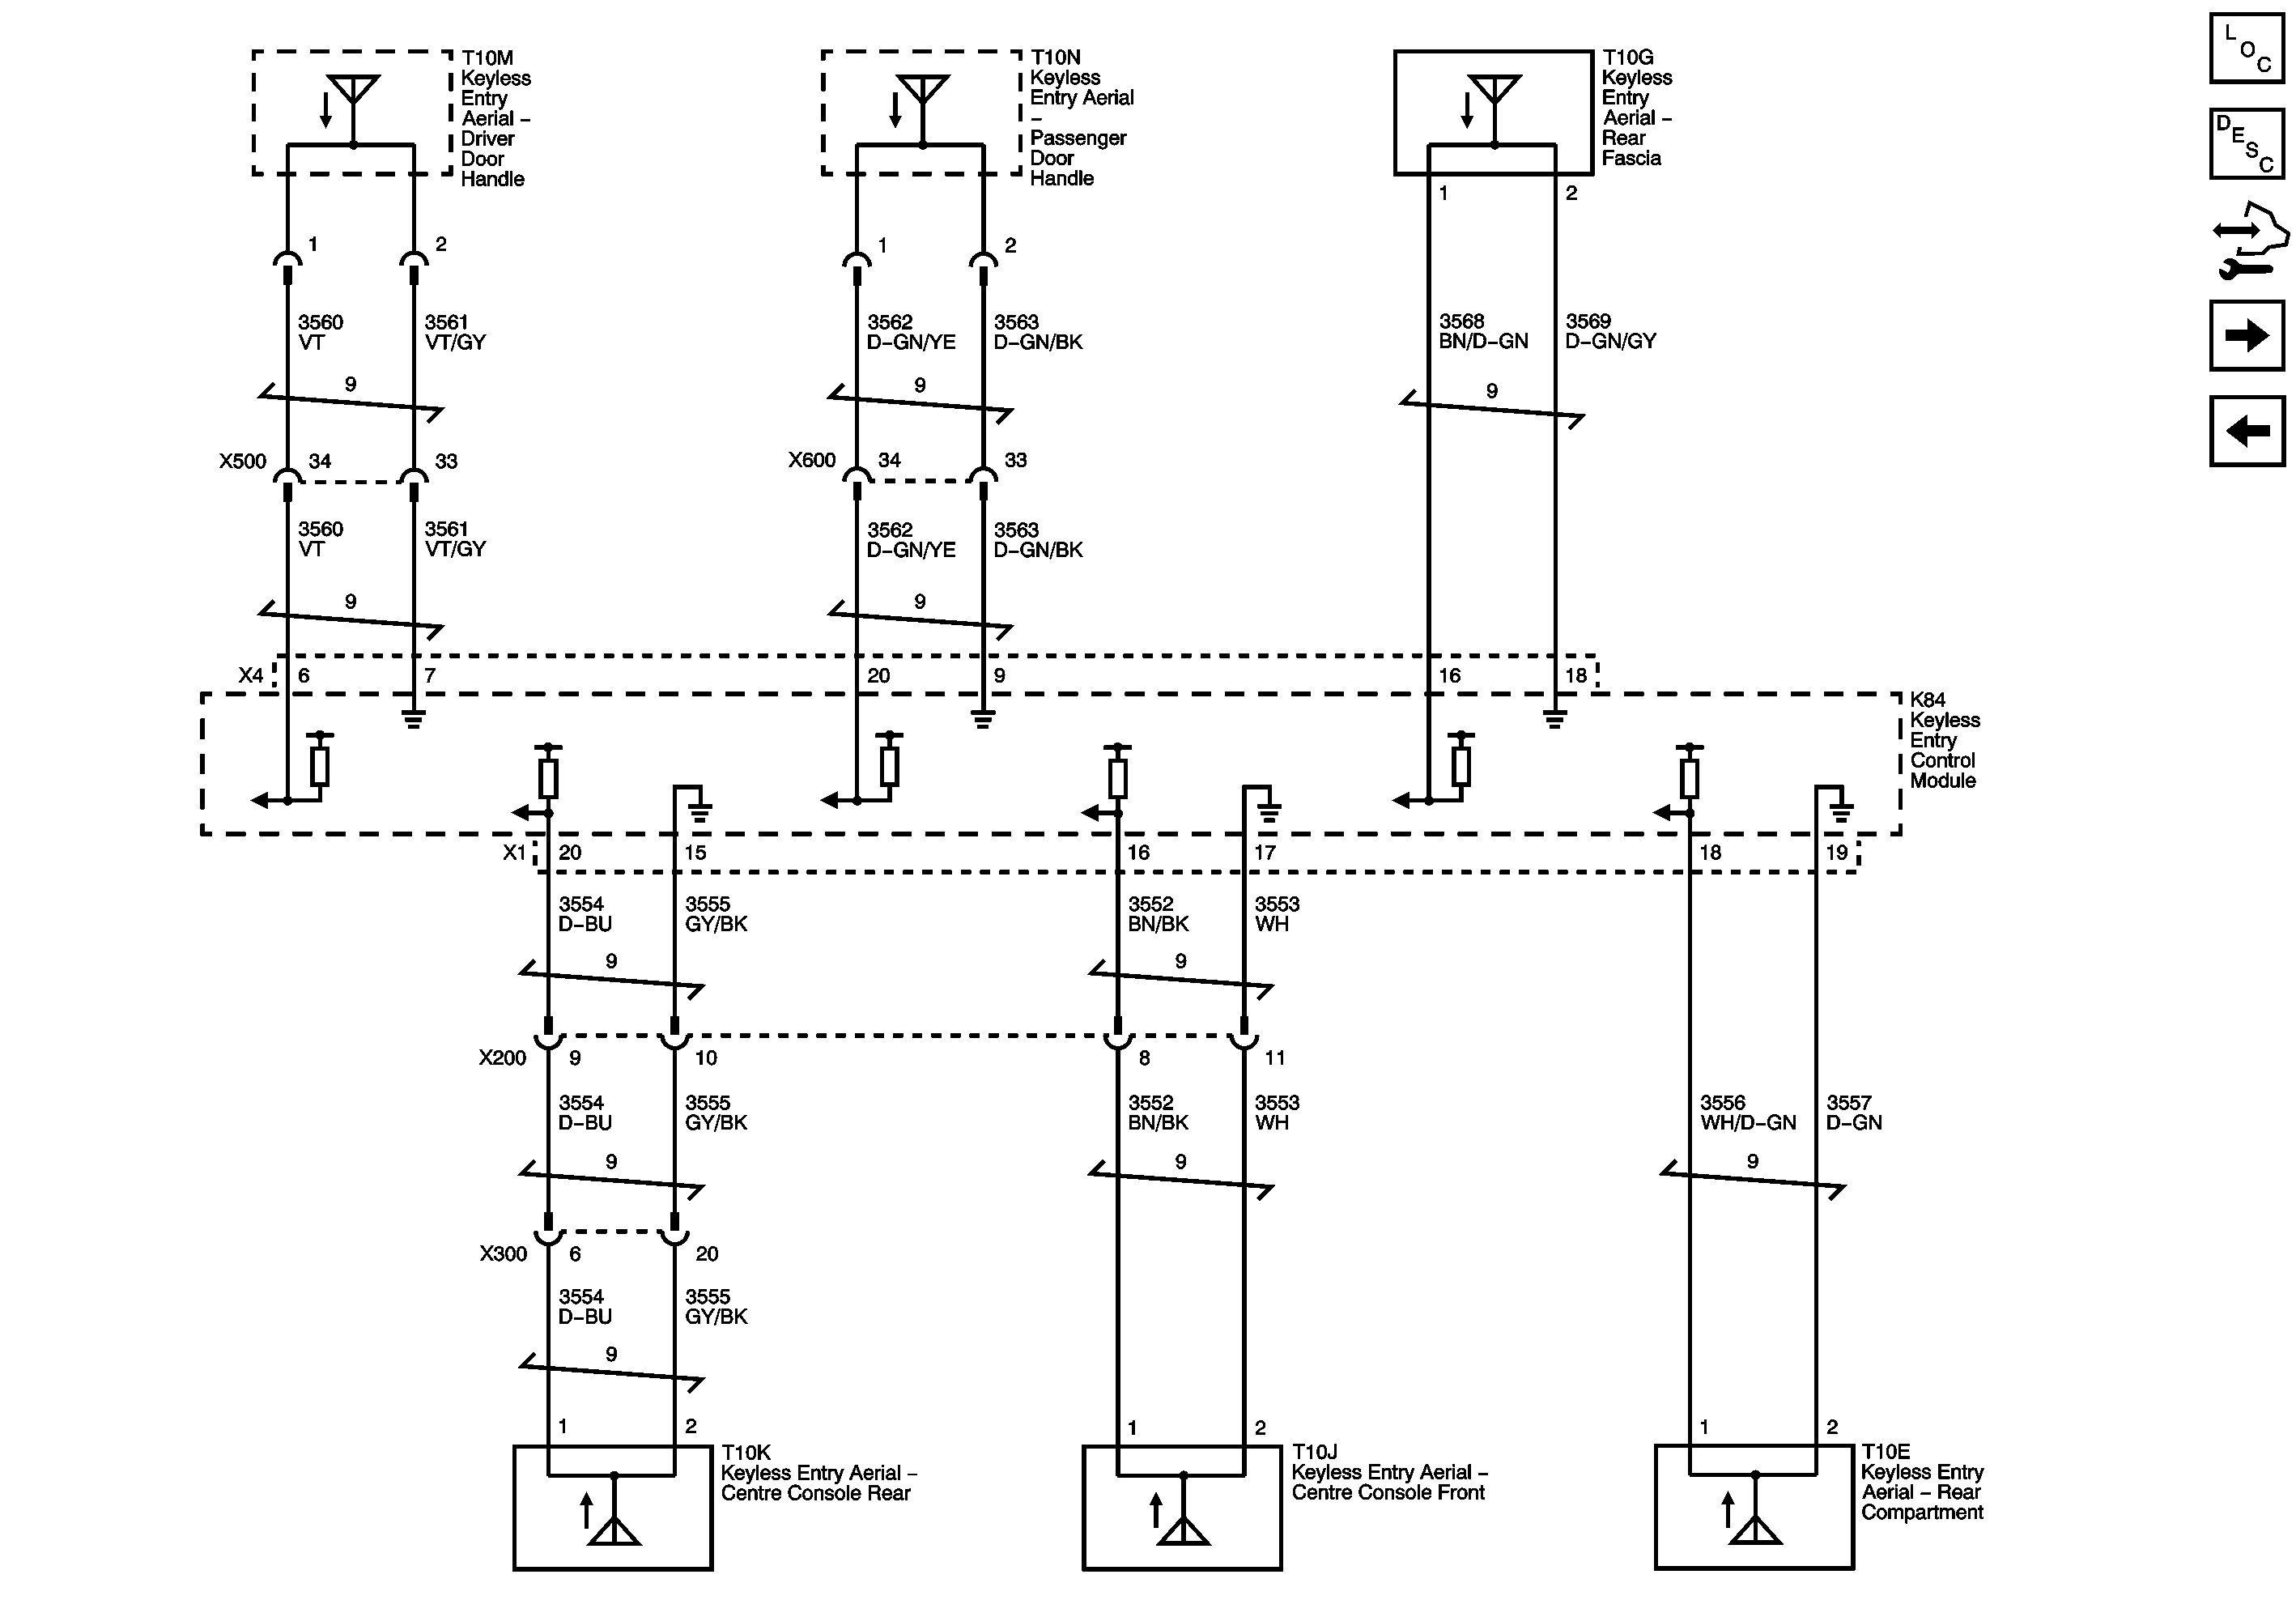 T10M
Keyless
Entry
Aerial –
Driver
Door
Handle
T10N
Keyless
Entry Aerial
–
Passenger
Door
Handle
T10G
Keyless
Entry
Aerial –
Rear
Fascia
L
O
C
D
E
S
C
1
2
1
2
1
2
3560
VT
3561
VT/GY
3562
D–GN/YE
3563
D–GN/BK
3568
BN/D–GN
3569
D–GN/GY
9
9
9
X500
34
33
X600
34
33
3560
VT
3561
VT/GY
3562
D–GN/YE
3563
D–GN/BK
9
9
X4
6
7
20
9
16
18
K84
Keyless
Entry
Control
Module
X1
20
15
16
17
18
19
3554
D–BU
3555
GY/BK
3552
BN/BK
3553
WH
9
9
X200
9
10
8
11
3554
D–BU
3555
GY/BK
3552
BN/BK
3553
WH
3556
WH/D–GN
3557
D–GN
9
9
9
X300
6
20
3554
D–BU
3555
GY/BK
9
1
2
1
2
1
2
T10K
Keyless Entry Aerial –
Centre Console Rear
T10J
Keyless Entry Aerial –
Centre Console Front
T10E
Keyless Entry
Aerial – Rear
Compartment